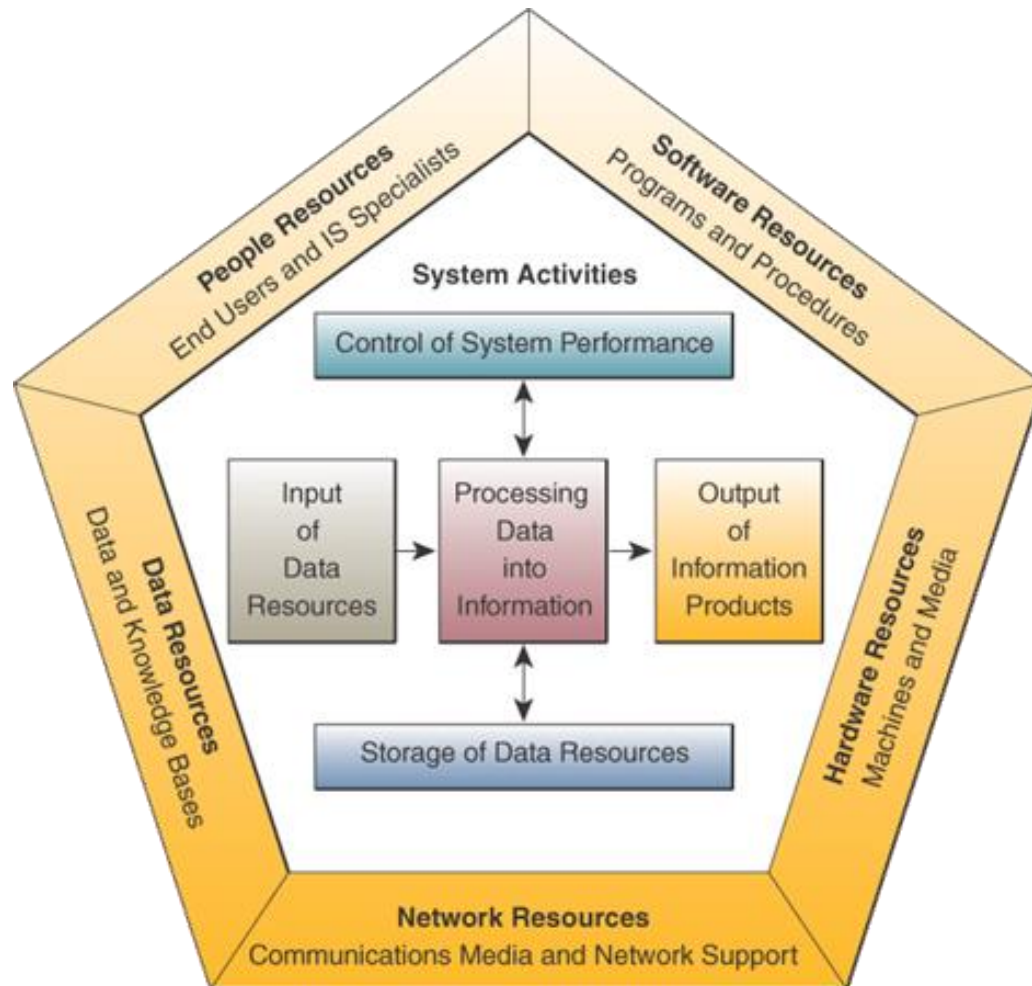 People Resources
End Users and IS Specialists
Software Resources
Programs and Procedures
System Activities
Control of System Performance
Input
of
Data
Resources
Processing
Data
into
Information
Output
of
Information
Products
Storage of Data Resources
Data Resources
Data and Knowledge Bases
Hardware Resources
Machines and Media
Network Resources
Communications Media and Network Support